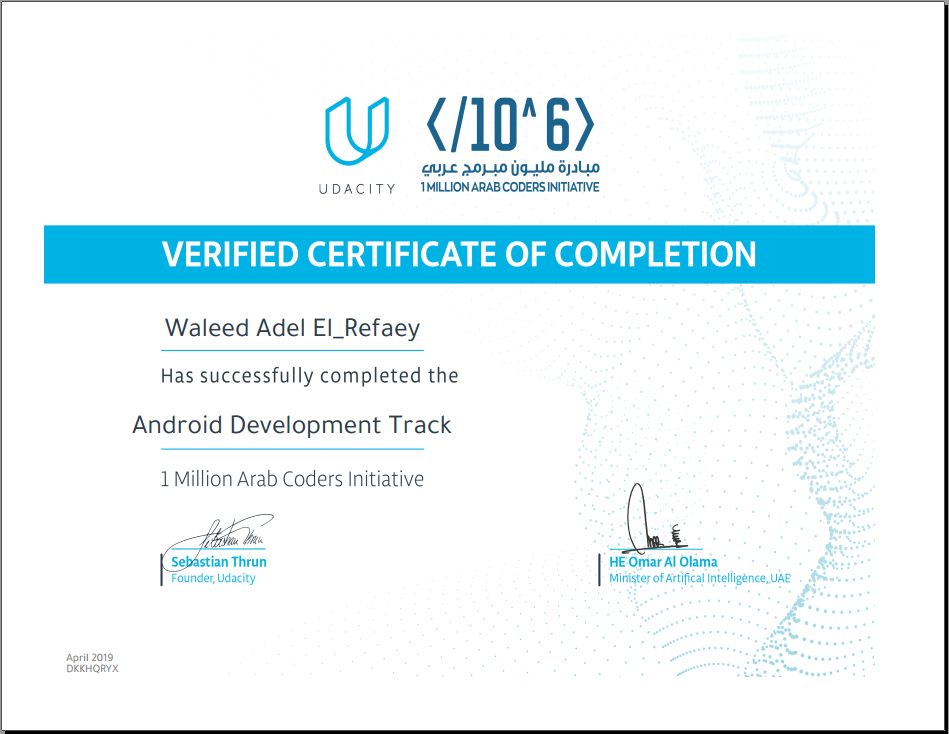 UDACITY
</10^6>
مبادرة مليون مبرمج عربي
1 MILLION ARAB CODERS INITIATIVE
VERIFIED CERTIFICATE OF COMPLETION
Waleed Adel El_Refaey
Has successfully completed the
Android Development Track
1 Million Arab Coders Initiative
Sebastian Thrun
Founder, Udacity
HE Omar Al Olama
Minister of Artifical Intelligence, UAE
April 2019
DKKHQRYX